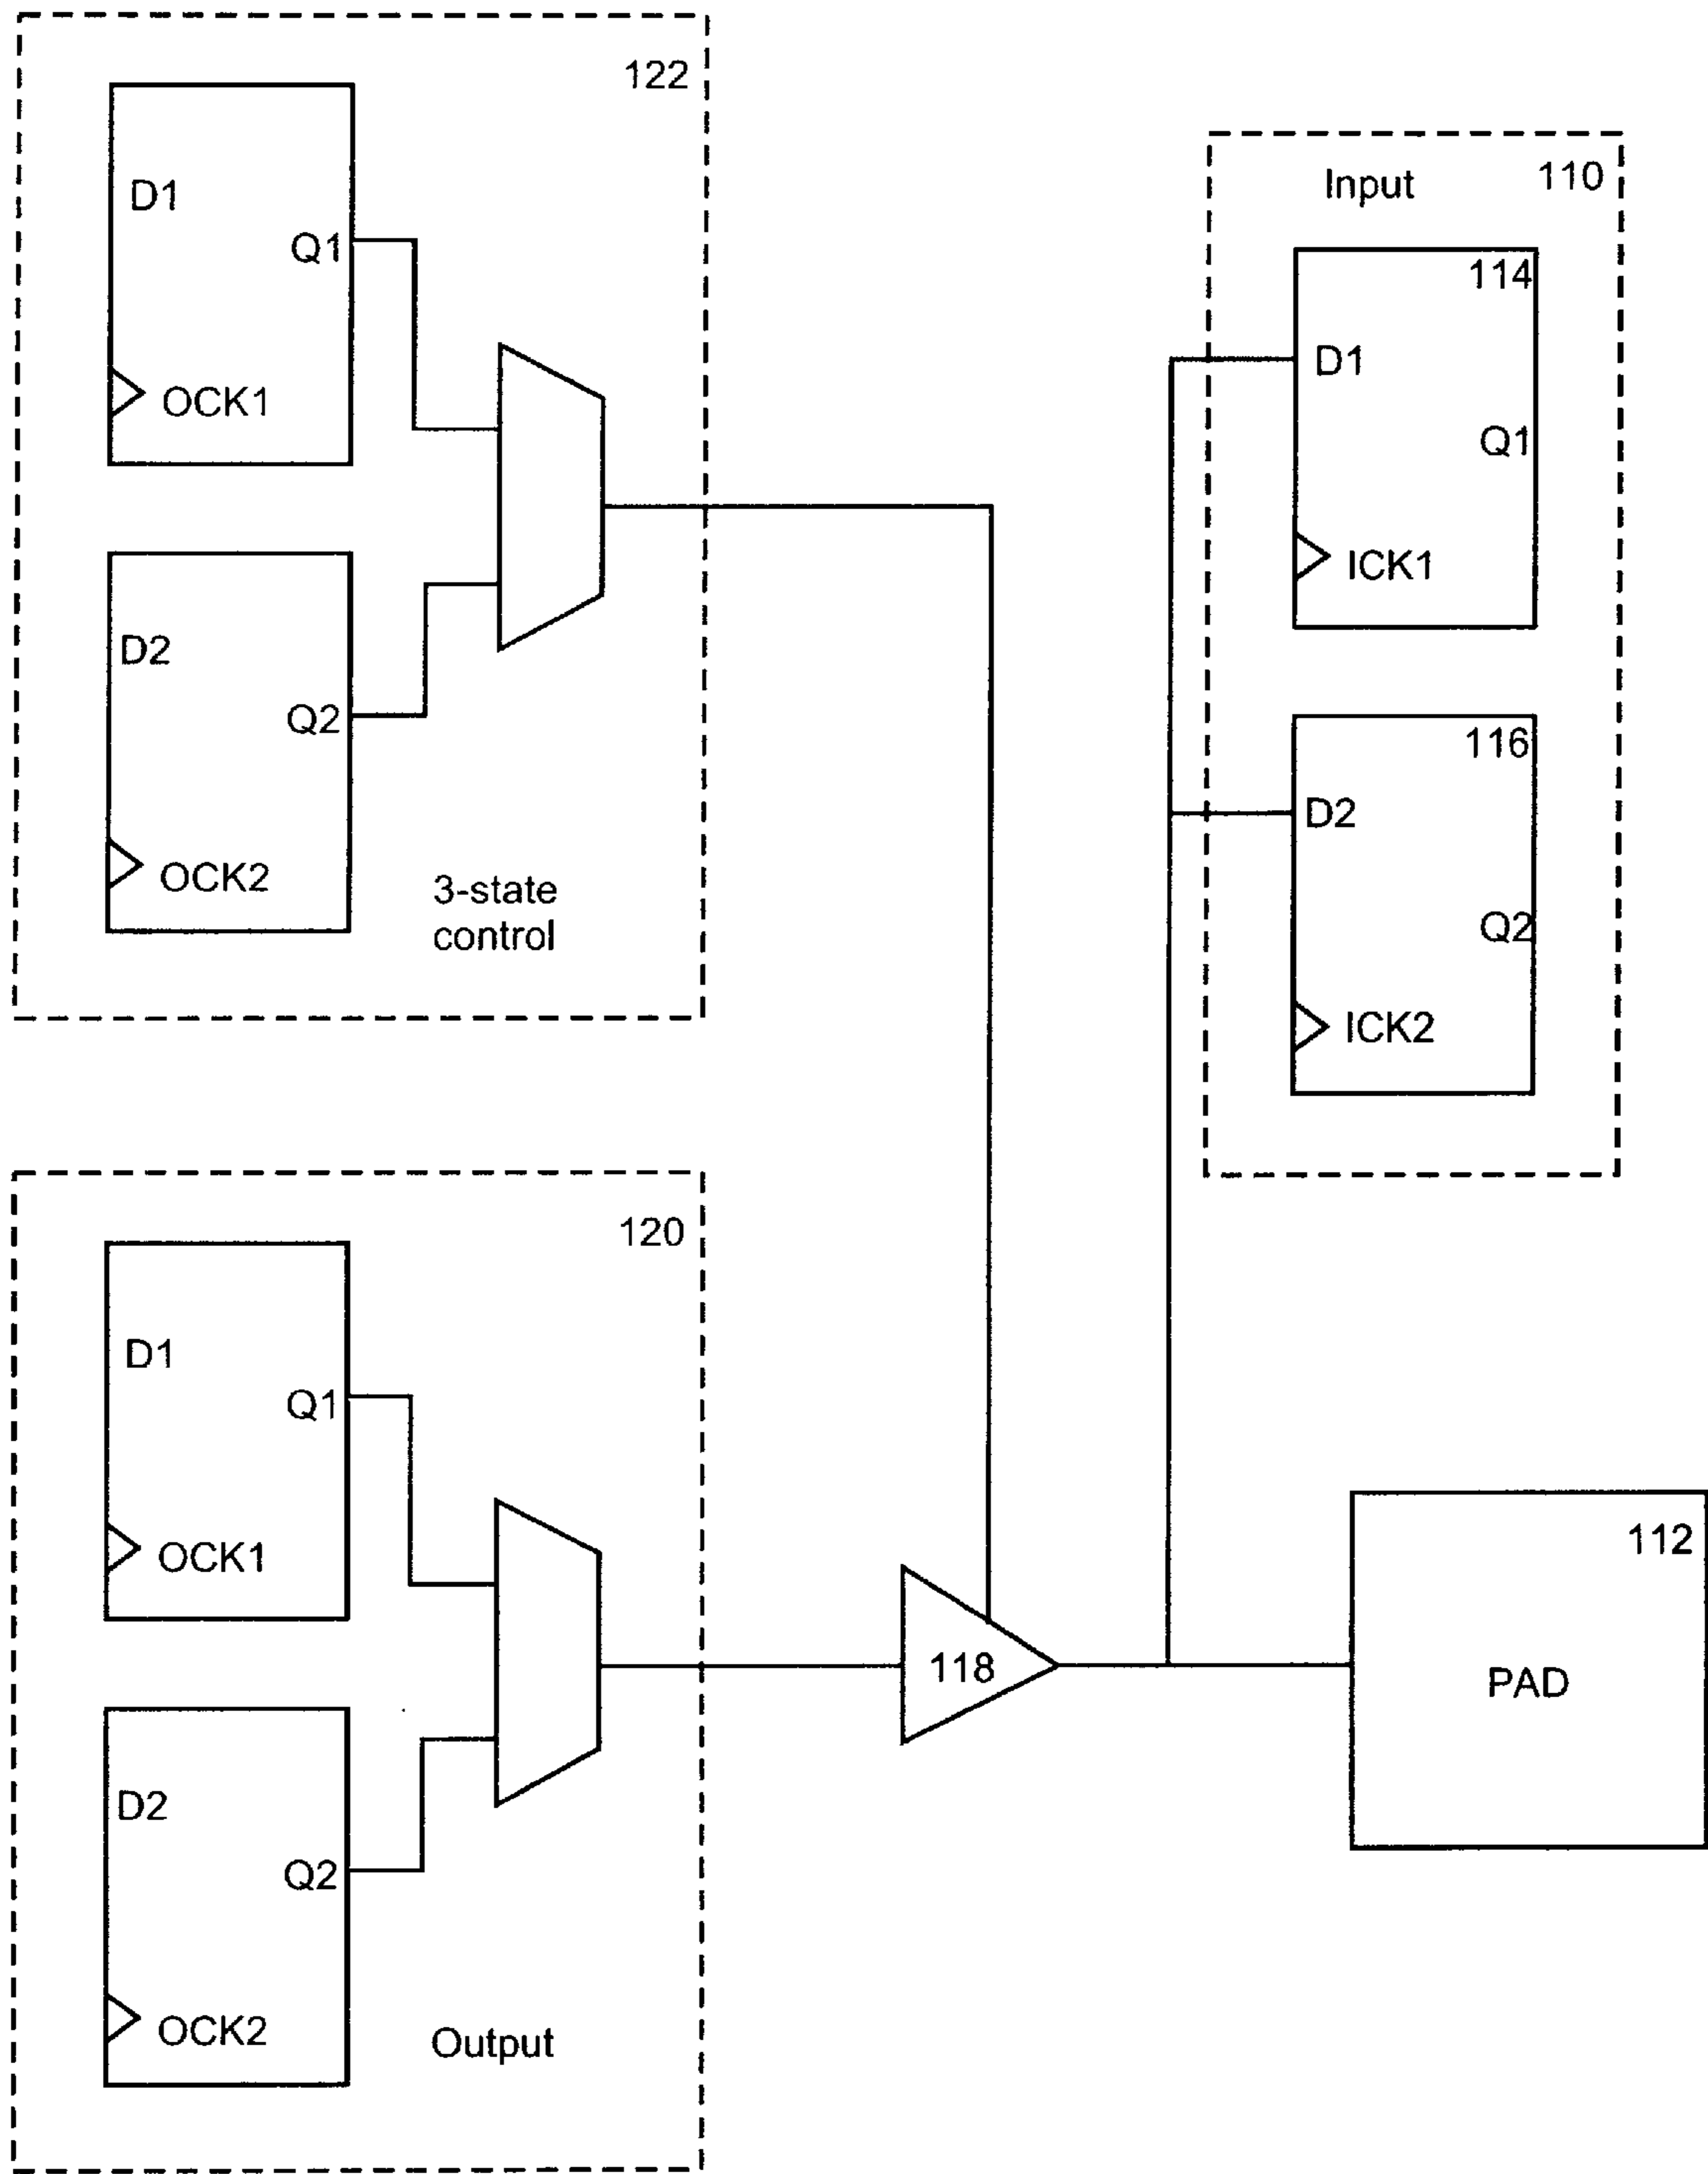 122
D1
Q1
OCK1
D2
Q2
OCK2
3-state
control
Input
110
114
D1
Q1
ICK1
116
D2
Q2
ICK2
120
D1
Q1
OCK1
D2
Q2
OCK2
Output
118
112
PAD